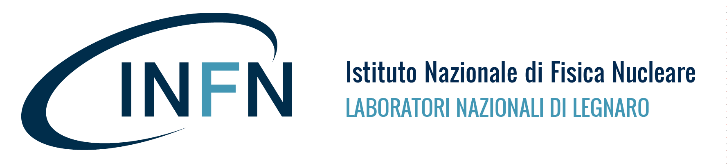 INFN
Istituto Nazionale di Fisica Nucleare
LABORATORI NAZIONALI DI LEGNARO